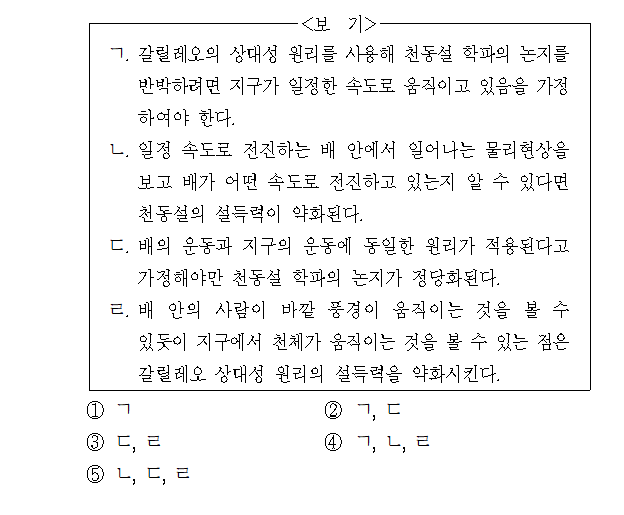 <보 기>
ㄱ. 갈릴레오의 상대성 원리를 사용해 천동설 학파의 논지를
반박하려면 지구가 일정한 속도로 움직이고 있음을 가정
하여야 한다.
ㄴ. 일정 속도로 전진하는 배 안에서 일어나는 물리현상을
보고 배가 어떤 속도로 전진하고 있는지 알 수 있다면
천동설의 설득력이 약화된다.
ㄷ. 배의 운동과 지구의 운동에 동일한 원리가 적용된다고
가정해야만 천동설 학파의 논지가 정당화된다.
ㄹ. 배 안의 사람이 바깥 풍경이 움직이는 것을 볼 수
있듯이 지구에서 천체가 움직이는 것을 볼 수 있는 점은
갈릴레오 상대성 원리의 설득력을 약화시킨다.
① ㄱ ② ㄱ, ㄷ
③ ㄷ, ㄹ ④ ㄱ, ㄴ, ㄹ
⑤ ㄴ, ㄷ, ㄹ